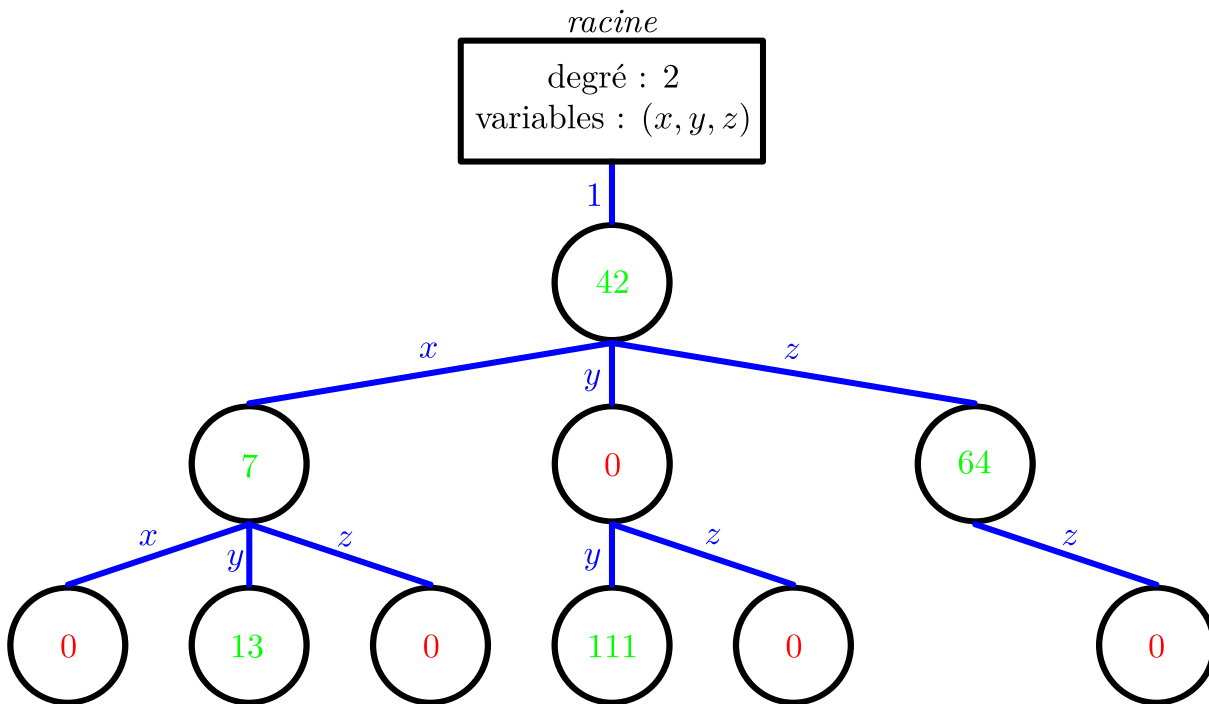 racine
degré : 2
variables : (x, y, z)
1
42
x y z
7 0 64
x y z y z z
0 13 0 111 0 0